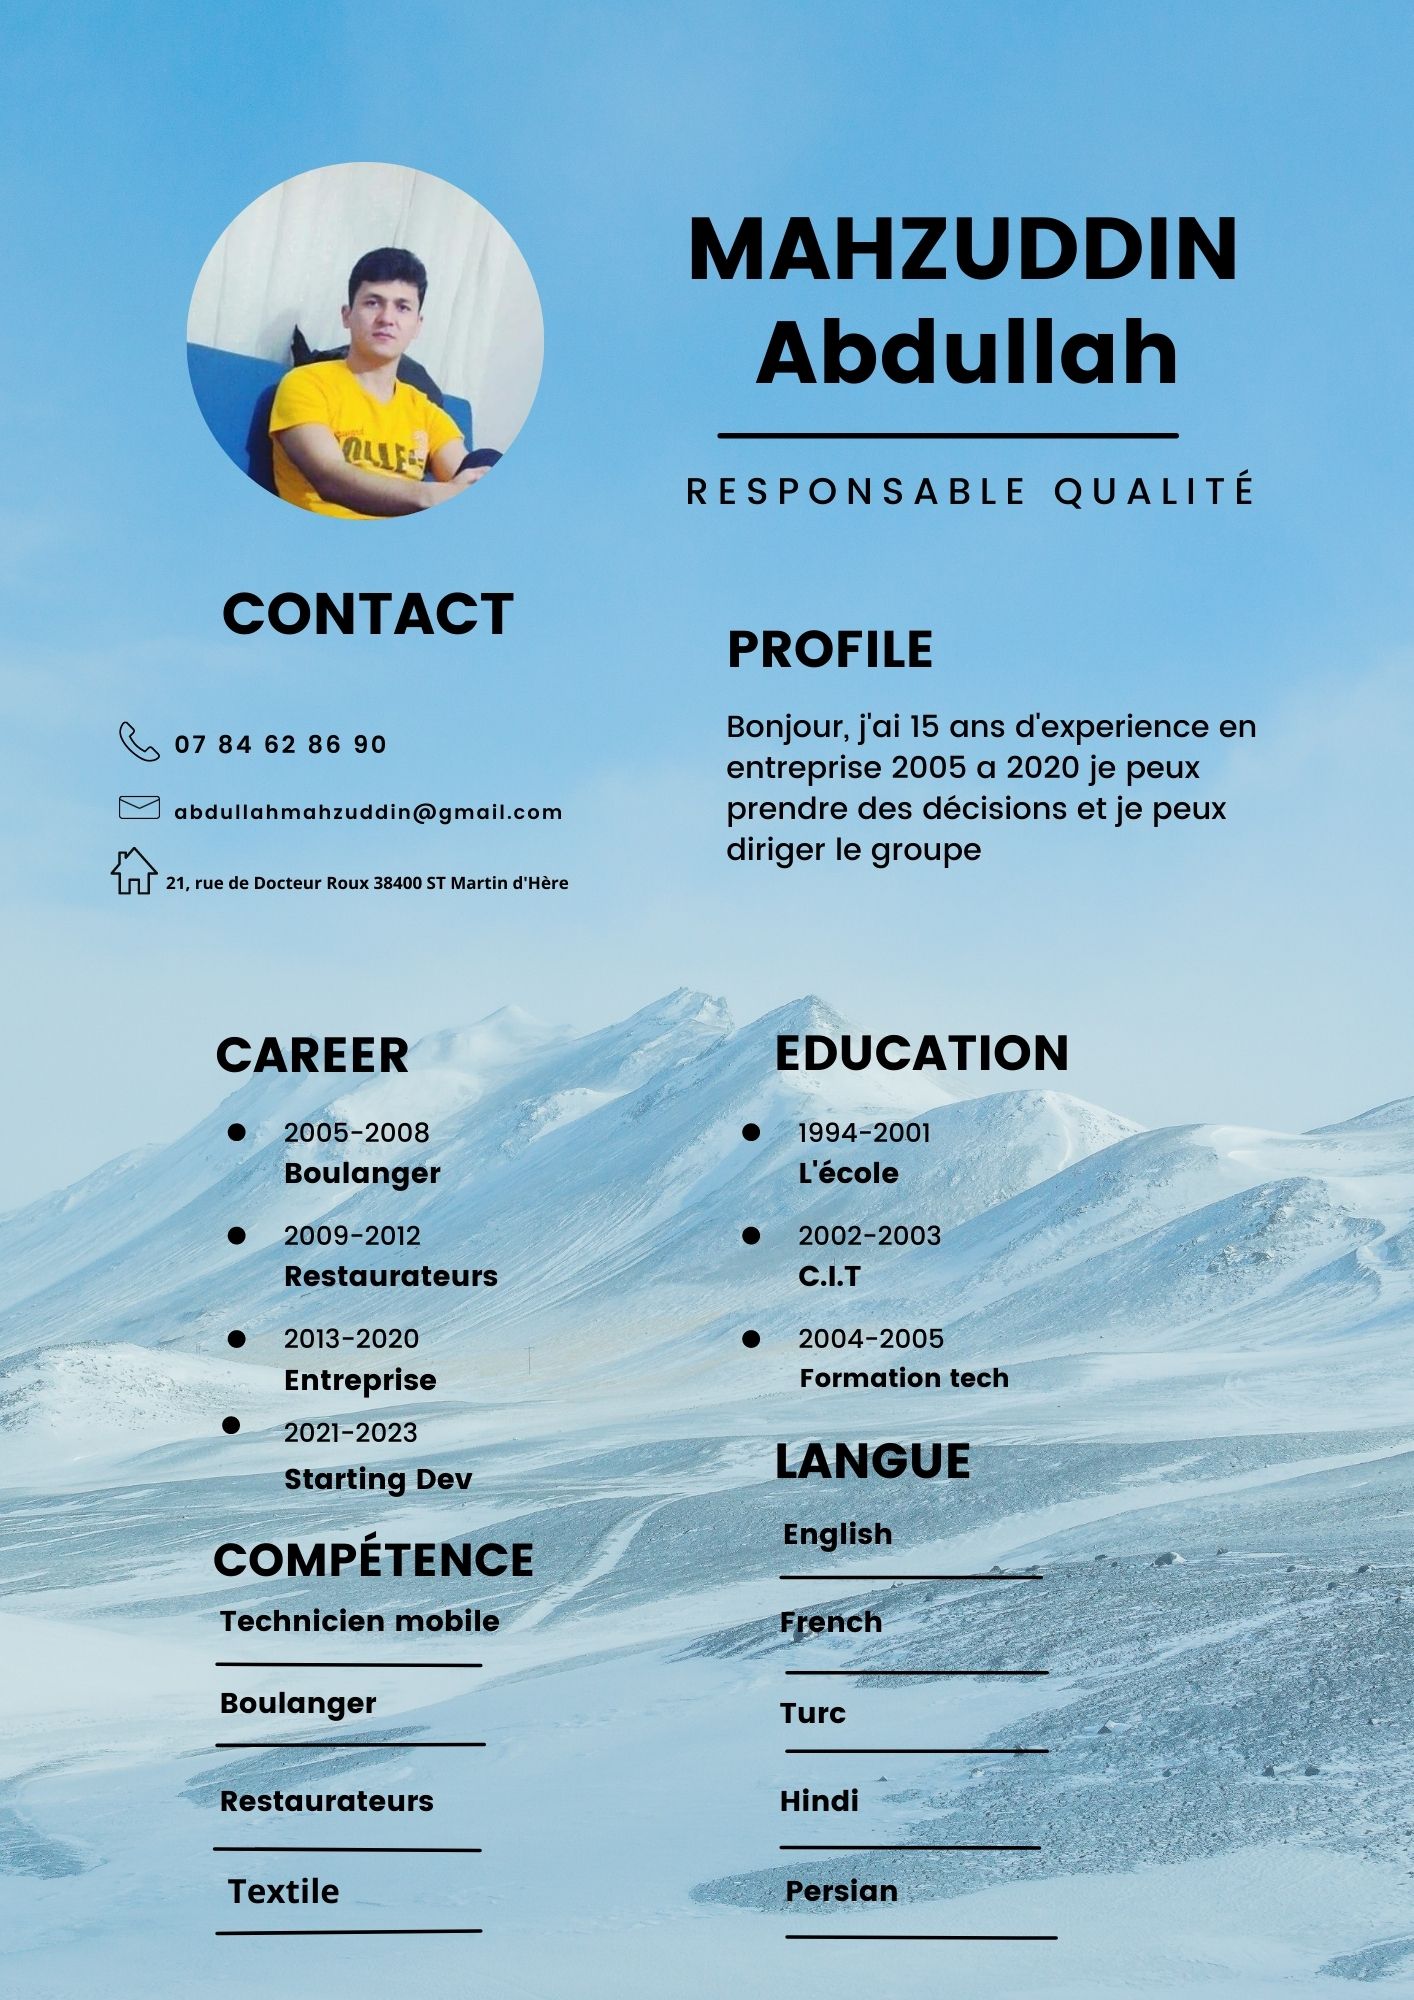 MAHZUDDIN
Abdullah
RESPONSABLE QUALITÉ
CONTACT
07 84 62 86 90
abdullahmahzuddin@gmail.com
21, rue de Docteur Roux 38400 ST Martin d'Hère
PROFILE
Bonjour, j'ai 15 ans d'experience en
entreprise 2005 a 2020 je peux
prendre des décisions et je peux
diriger le groupe
CAREER
2005-2008
Boulanger
2009-2012
Restaurateurs
2013-2020
Entreprise
2021-2023
Starting Dev
COMPÉTENCE
Technicien mobile
Boulanger
Restaurateurs
Textile
EDUCATION
1994-2001
L'école
2002-2003
C.I.T
2004-2005
Formation tech
LANGUE
English
French
Turc
Hindi
Persian